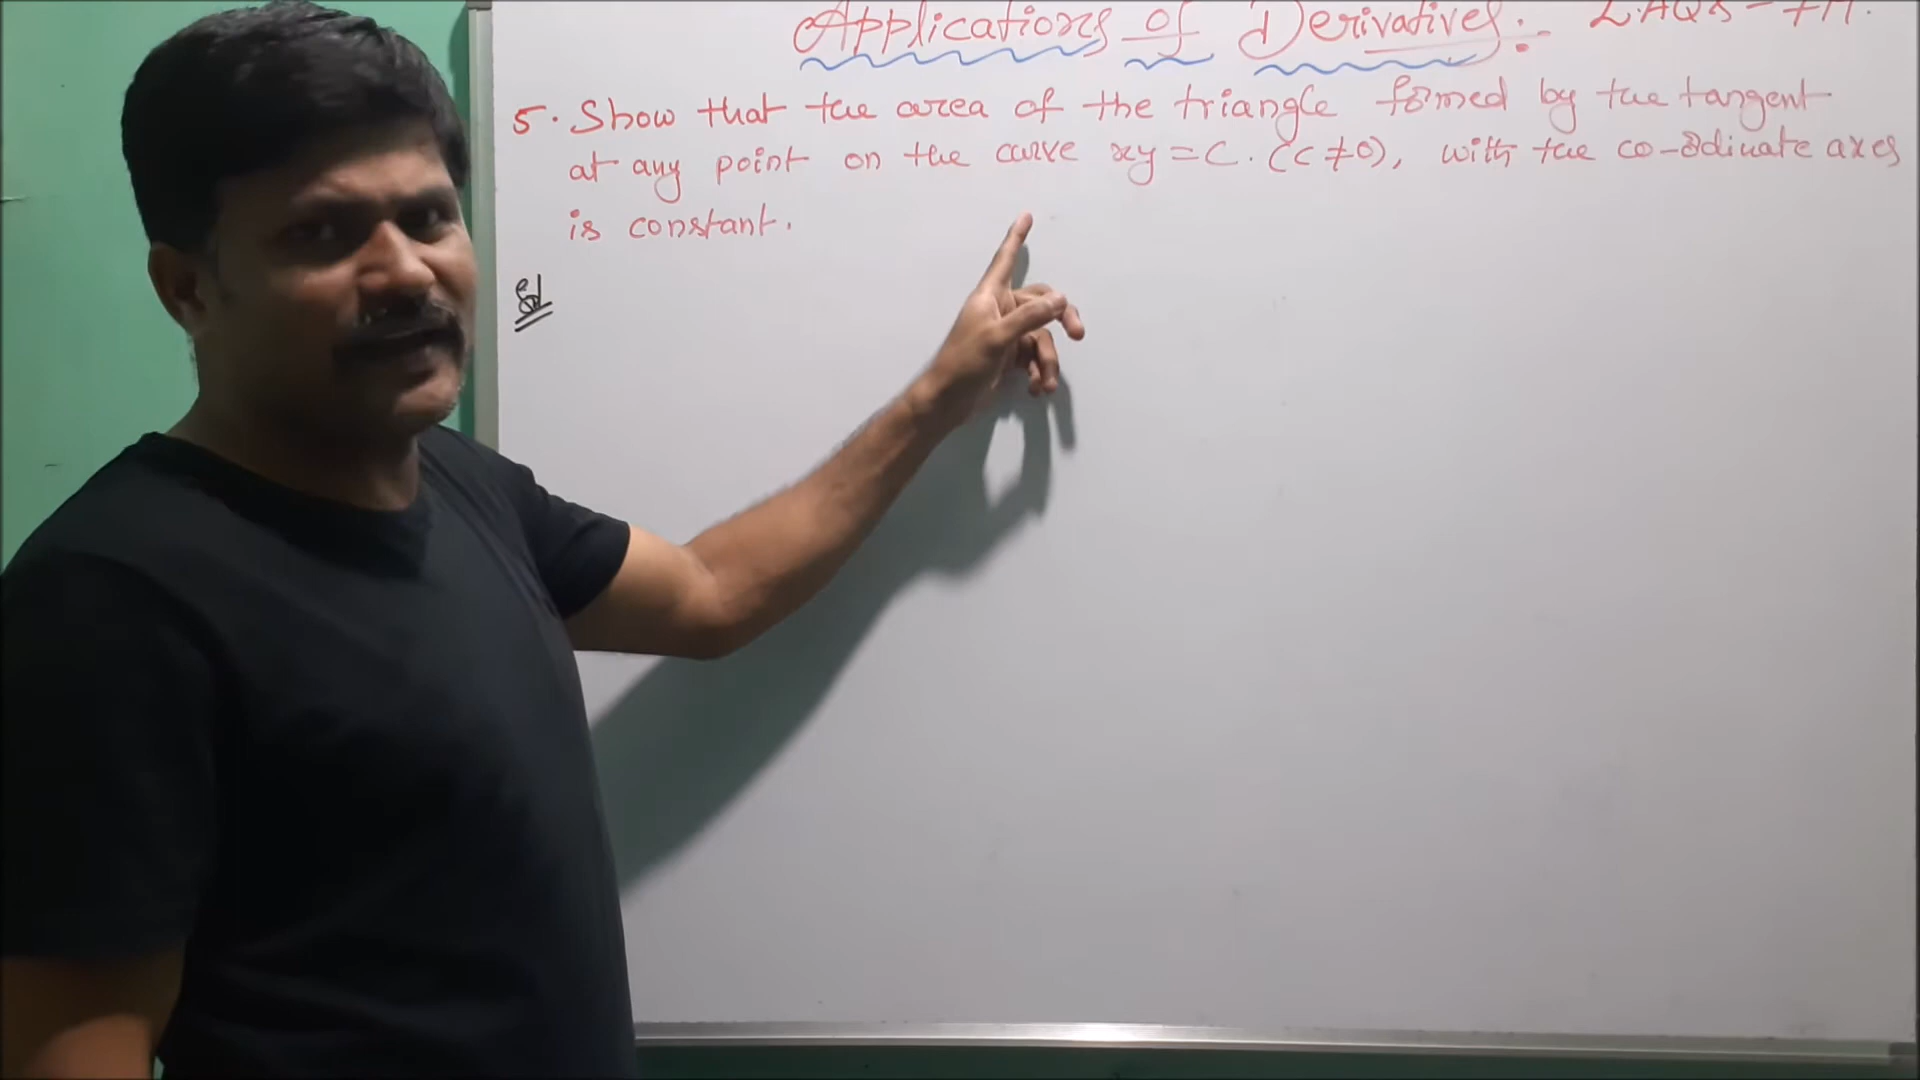 Applications of Derivatives:- LAQs - 7M.
5. Show that the area of the triangle formed by the tangent
at any point on the curve xy = c. (c ≠ 0), with the co-ordinate axes
is constant.
Sol